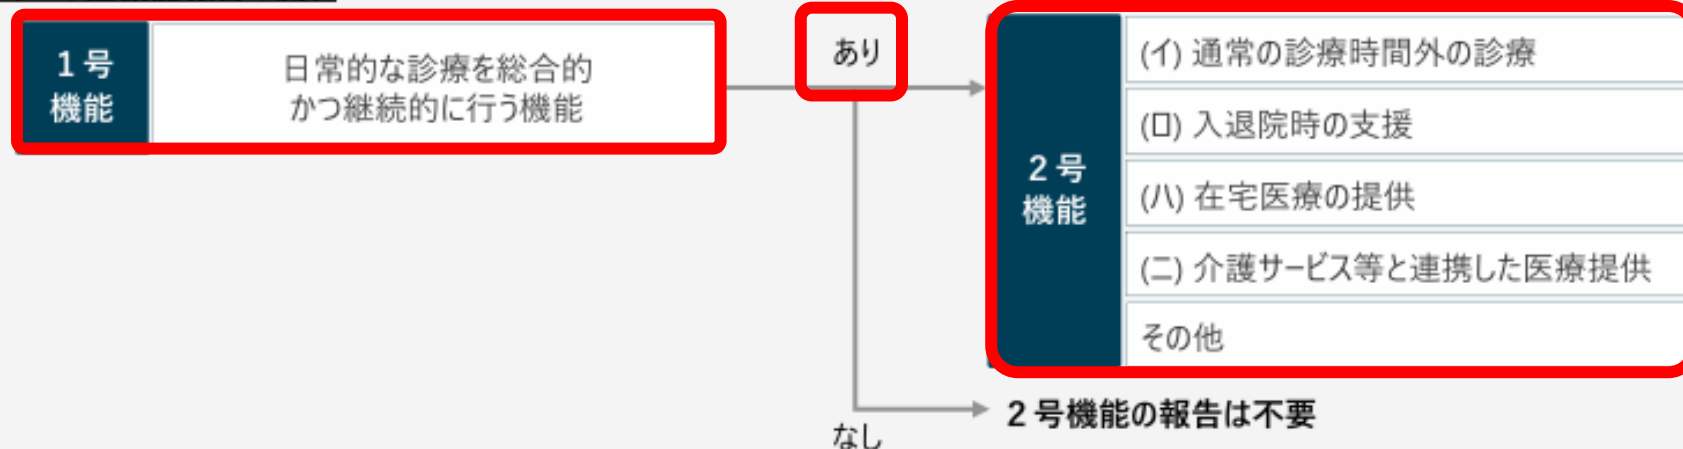 1号
機能
日常的な診療を総合的
かつ継続的に行う機能
あり
2号
機能
(イ) 通常の診療時間外の診療
(ロ) 入退院時の支援
(ハ) 在宅医療の提供
(ニ) 介護サービス等と連携した医療提供
その他
2号機能の報告は不要
なし